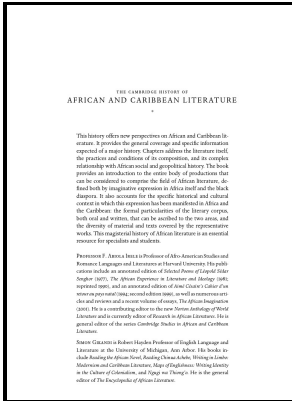 THE CAMBRIDGE HISTORY OF
AFRICAN AND CARIBBEAN LITERATURE
*
This history offers new perspectives on African and Caribbean lit-
erature. It provides the general coverage and specific information
expected of a major history. Chapters address the literature itself,
the practices and conditions of its composition, and its complex
relationship with African social and geopolitical history. The book
provides an introduction to the entire body of productions that
can be considered to comprise the field of African literature, de-
fined both by imaginative expression in Africa itself and the black
diaspora. It also accounts for the specific historical and cultural
context in which this expression has been manifested in Africa and
the Caribbean: the formal particularities of the literary corpus,
both oral and written, that can be ascribed to the two areas, and
the diversity of material and texts covered by the representative
works. This magisterial history of African literature is an essential
resource for specialists and students.
PROFESSOR F. ABIOLA IRELE is Professor of Afro-American Studies and
Romance Languages and Literatures at Harvard University. His publi-
cations include an annotated edition of Selected Poems of Léopold Sédar
Senghor (1977), The African Experience in Literature and Ideology (1981;
reprinted 1990), and an annotated edition of Aimé Césaire's Cahier d'un
retour au pays natal (1994; second edition 2000), as well as numerous arti-
cles and reviews and a recent volume of essays, The African Imagination
(2001). He is a contributing editor to the new Norton Anthology of World
Literature and is currently editor of Research in African Literatures. He is
general editor of the series Cambridge Studies in African and Caribbean
Literature.
SIMON GIKANDI is Robert Hayden Professor of English Language and
Literature at the University of Michigan, Ann Arbor. His books in-
clude Reading the African Novel, Reading Chinua Achebe, Writing in Limbo:
Modernism and Caribbean Literature, Maps of Englishness: Writing Identity
in the Culture of Colonialism, and Ngugi wa Thiong'o. He is the general
editor of The Encyclopedia of African Literature.